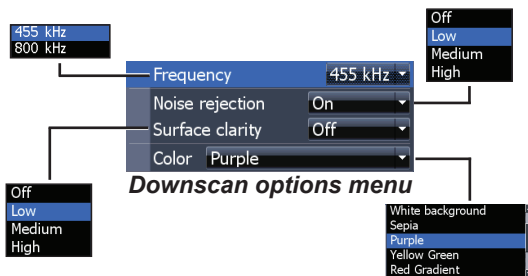 455 kHz
800 kHz
Off
Low
Medium
High
Frequency 455 kHz
Noise rejection On
Surface clarity Off
Color Purple
Downscan options menu
Off
Low
Medium
High
White background
Sepia
Purple
Yellow Green
Red Gradient